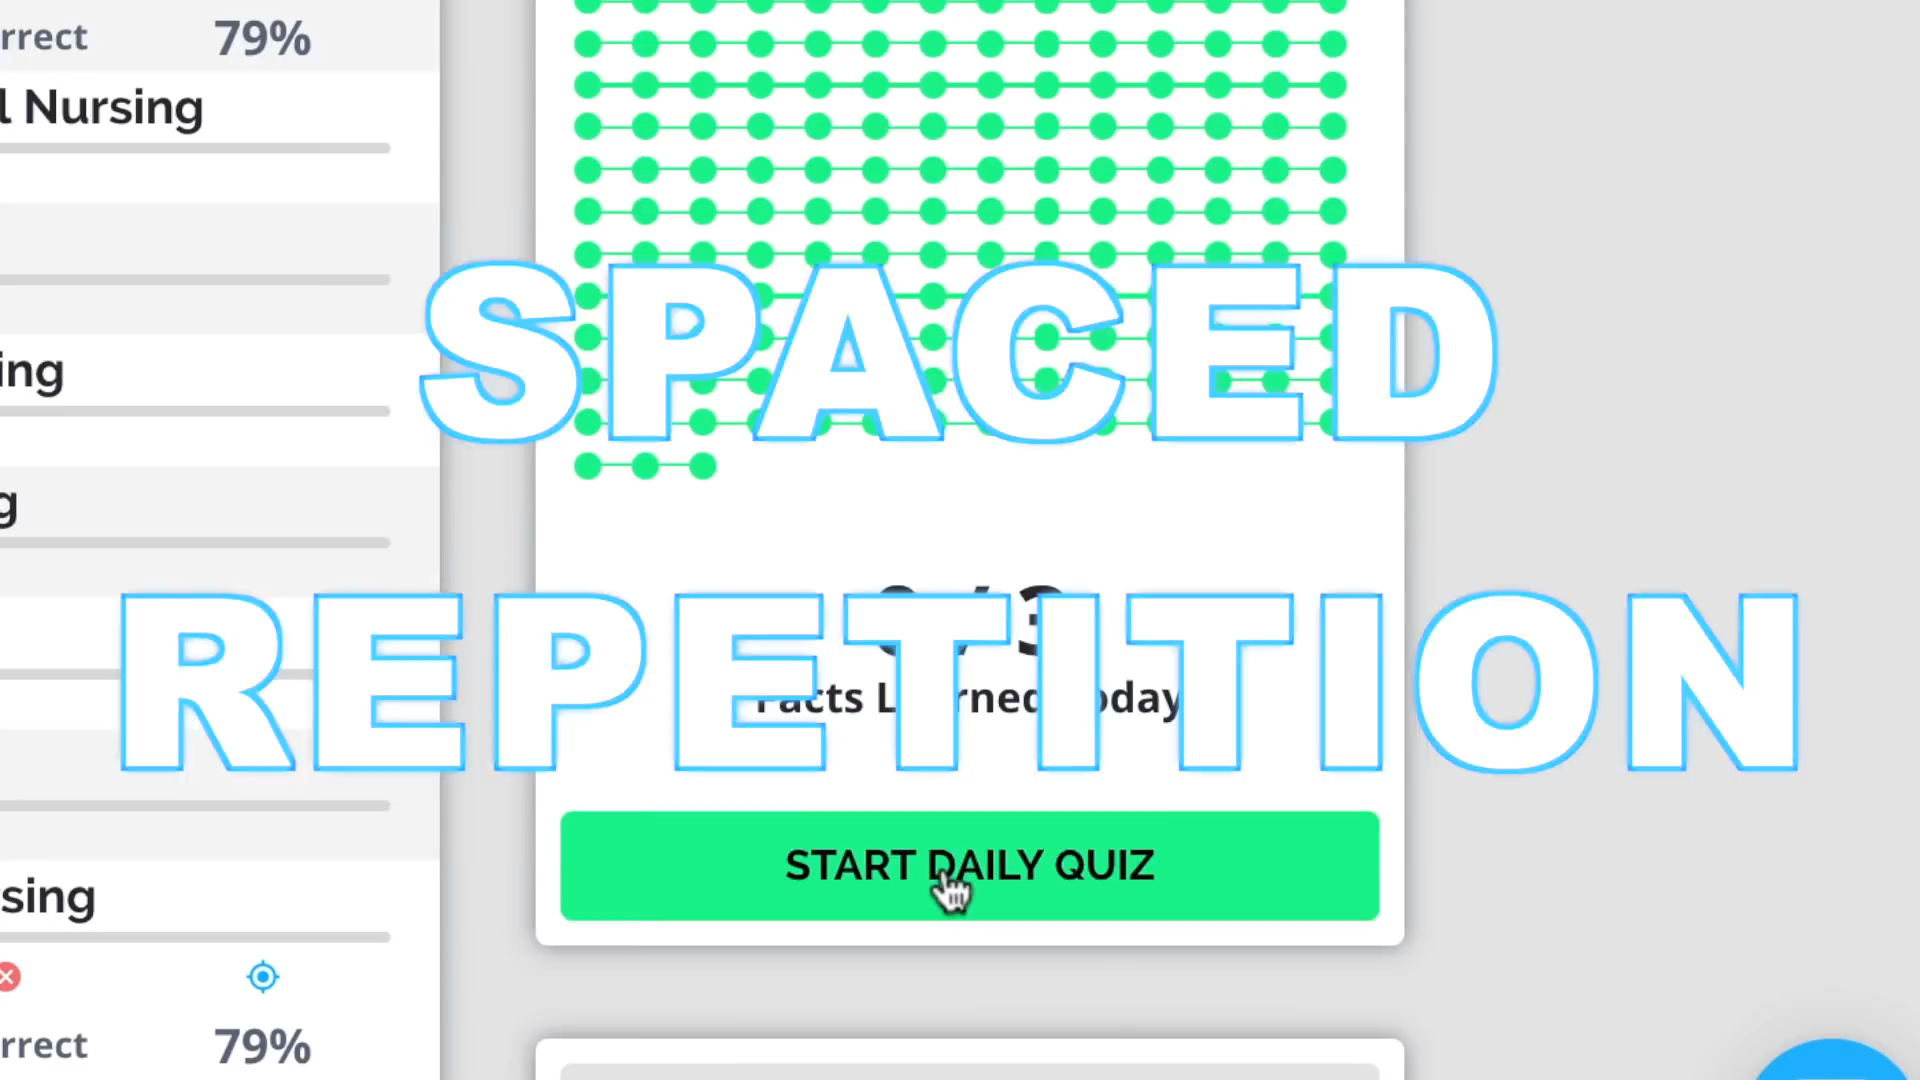 rrect 79%
l Nursing
ing
g
sing
rrect 79%
SPACED
REPETITION
START DAILY QUIZ